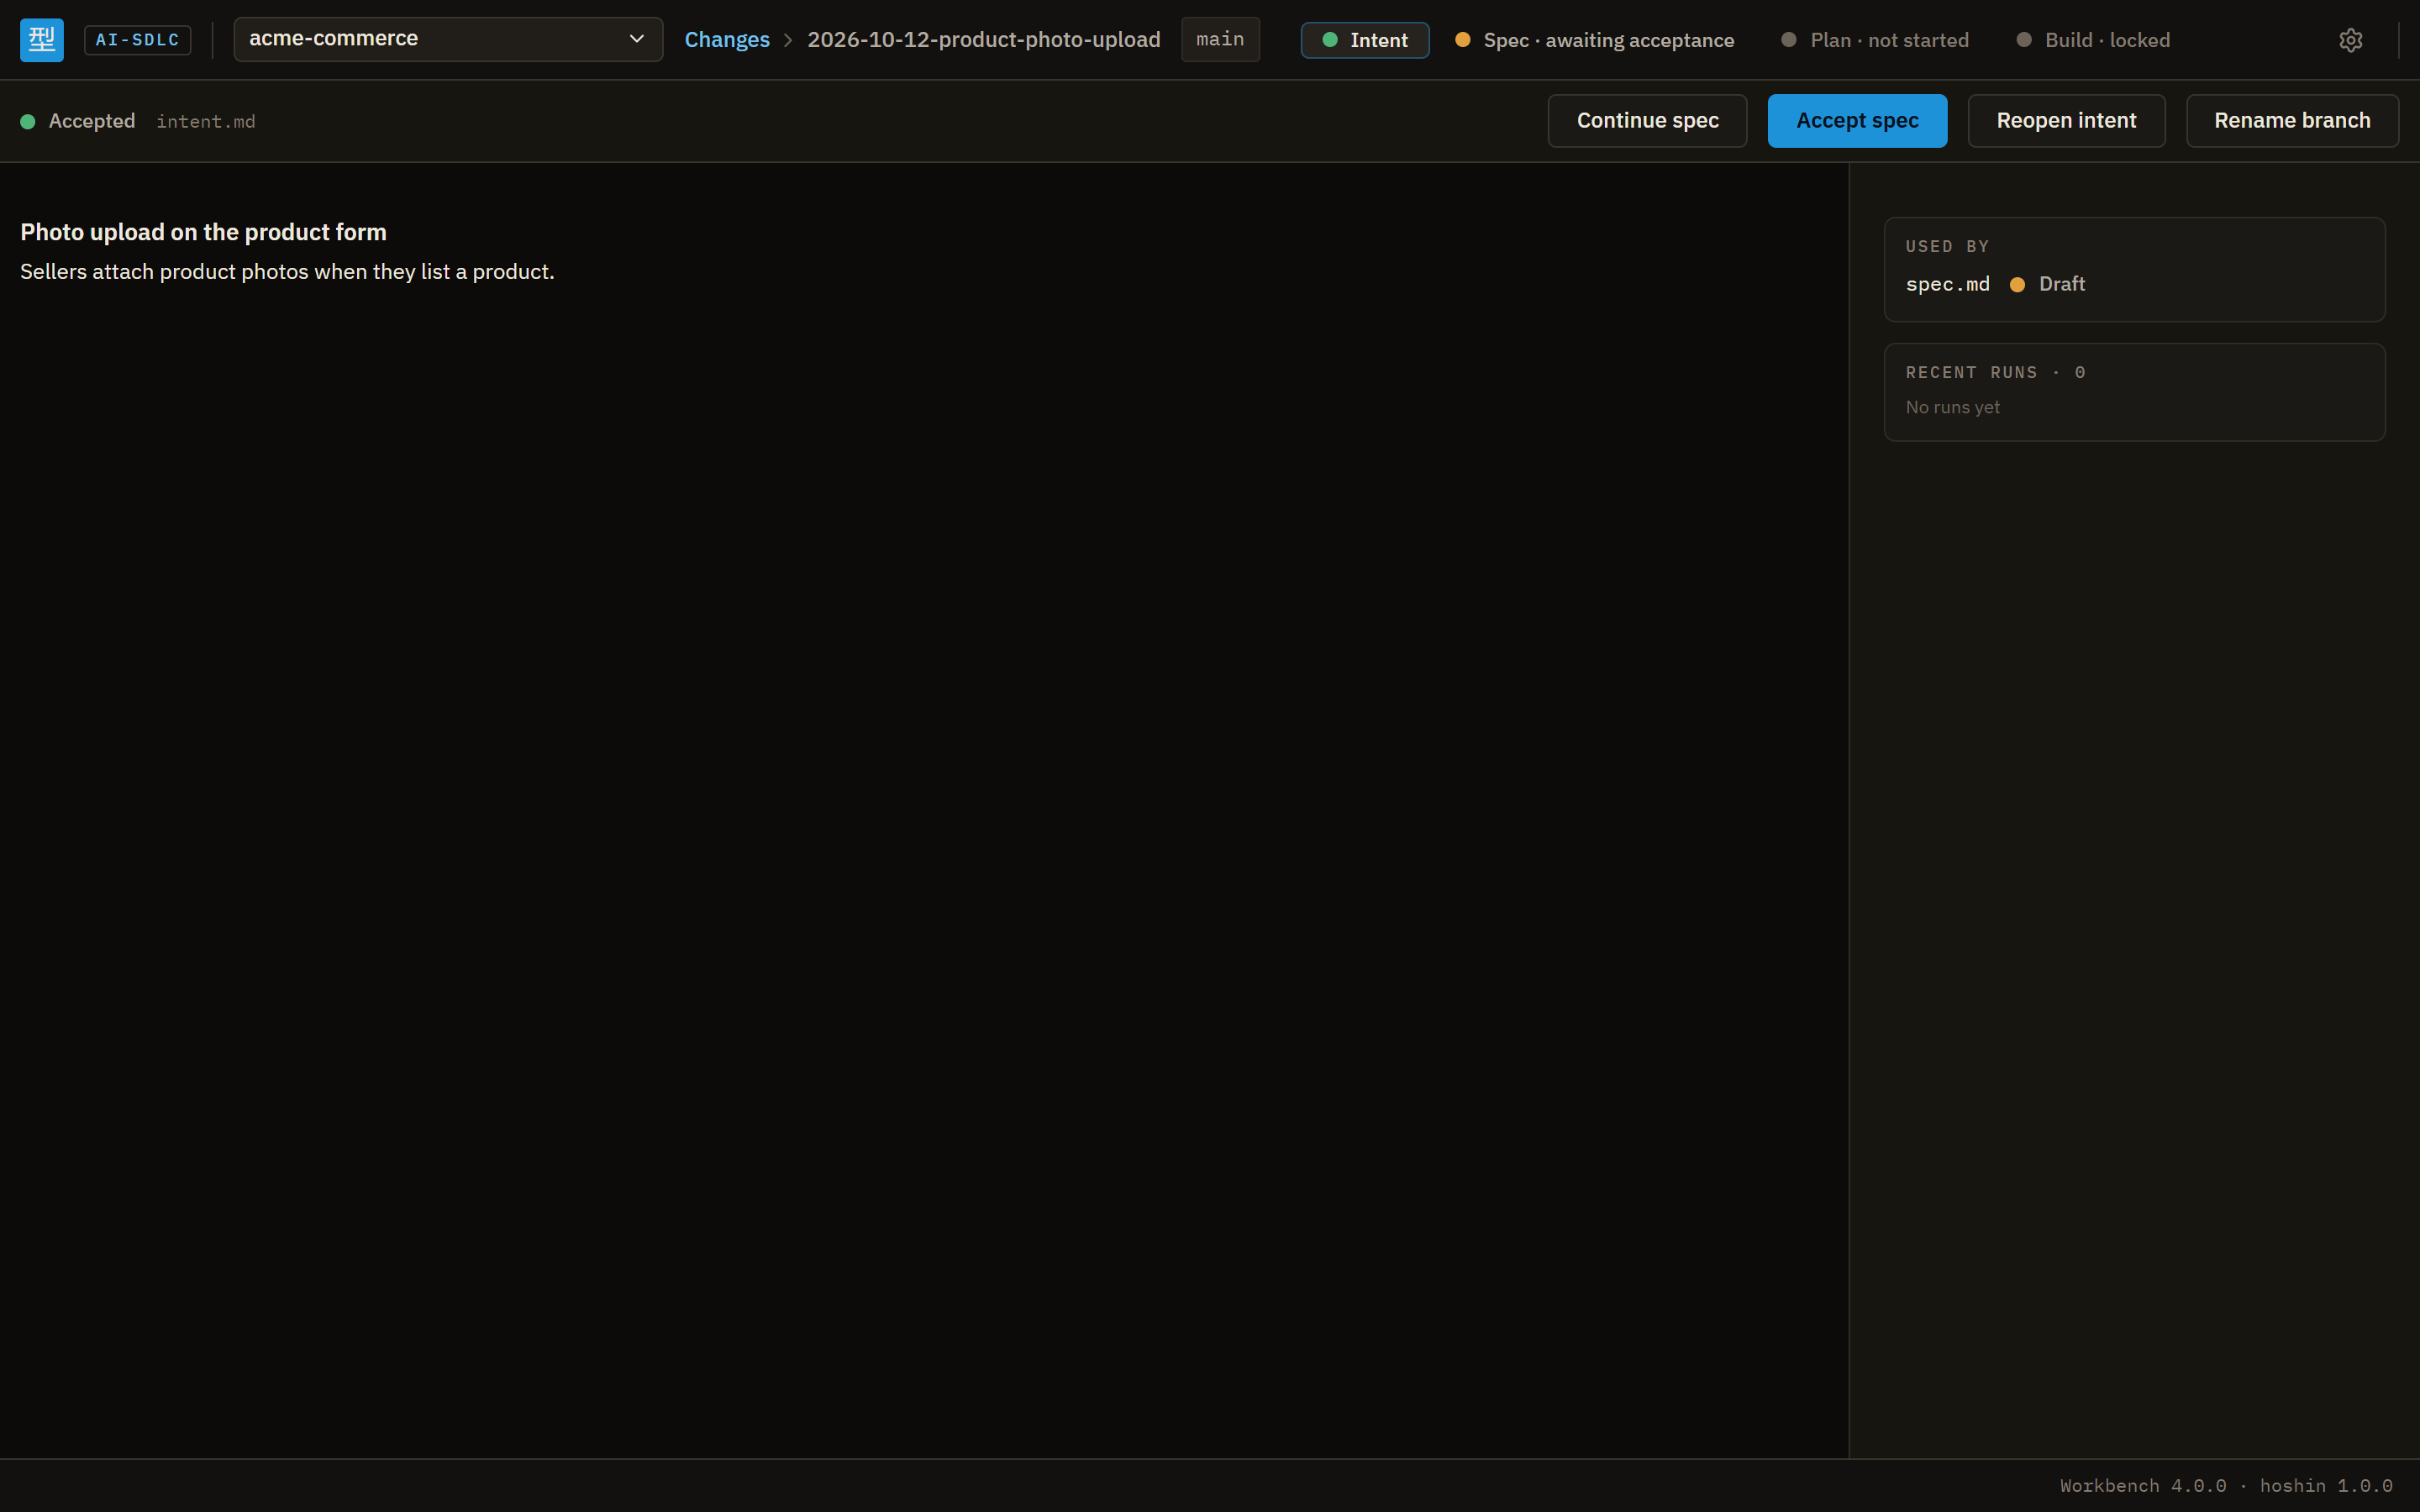 型 AI-SDLC acme-commerce Changes > 2026-10-12-product-photo-upload main Intent Spec · awaiting acceptance Plan · not started Build · locked
Accepted intent.md Continue spec Accept spec Reopen intent Rename branch
Photo upload on the product form
Sellers attach product photos when they list a product.
USED BY
spec.md Draft
RECENT RUNS · 0
No runs yet
Workbench 4.0.0 · hoshin 1.0.0